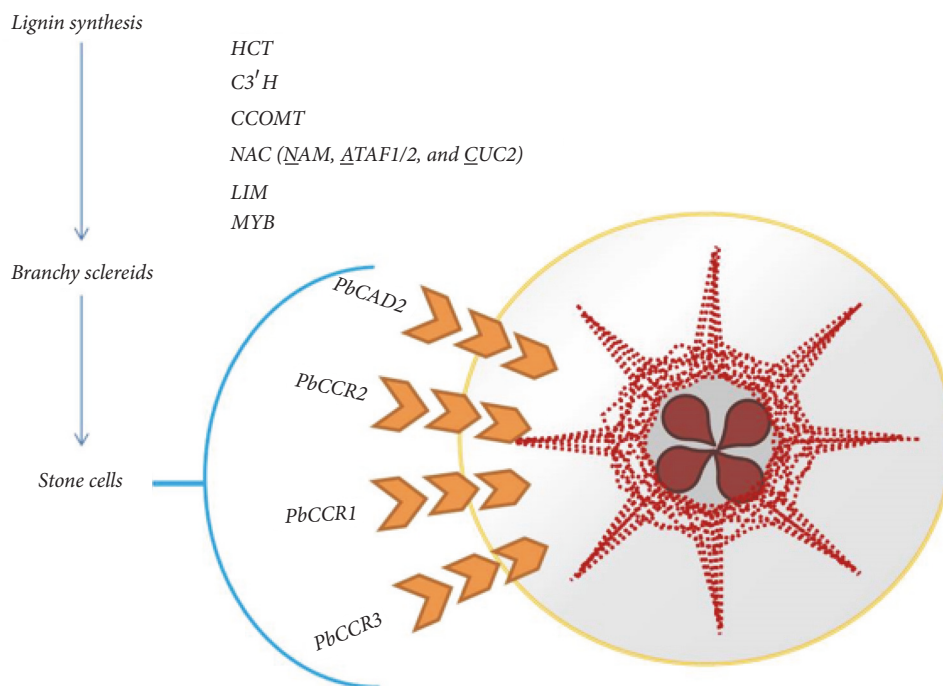 Lignin synthesis
HCT
C3′ H
CCOMT
NAC (NAM, ATAF1/2, and CUC2)
LIM
MYB
Branchy sclereids
PbCAD2
PbCCR2
Stone cells
PbCCR1
PbCCR3